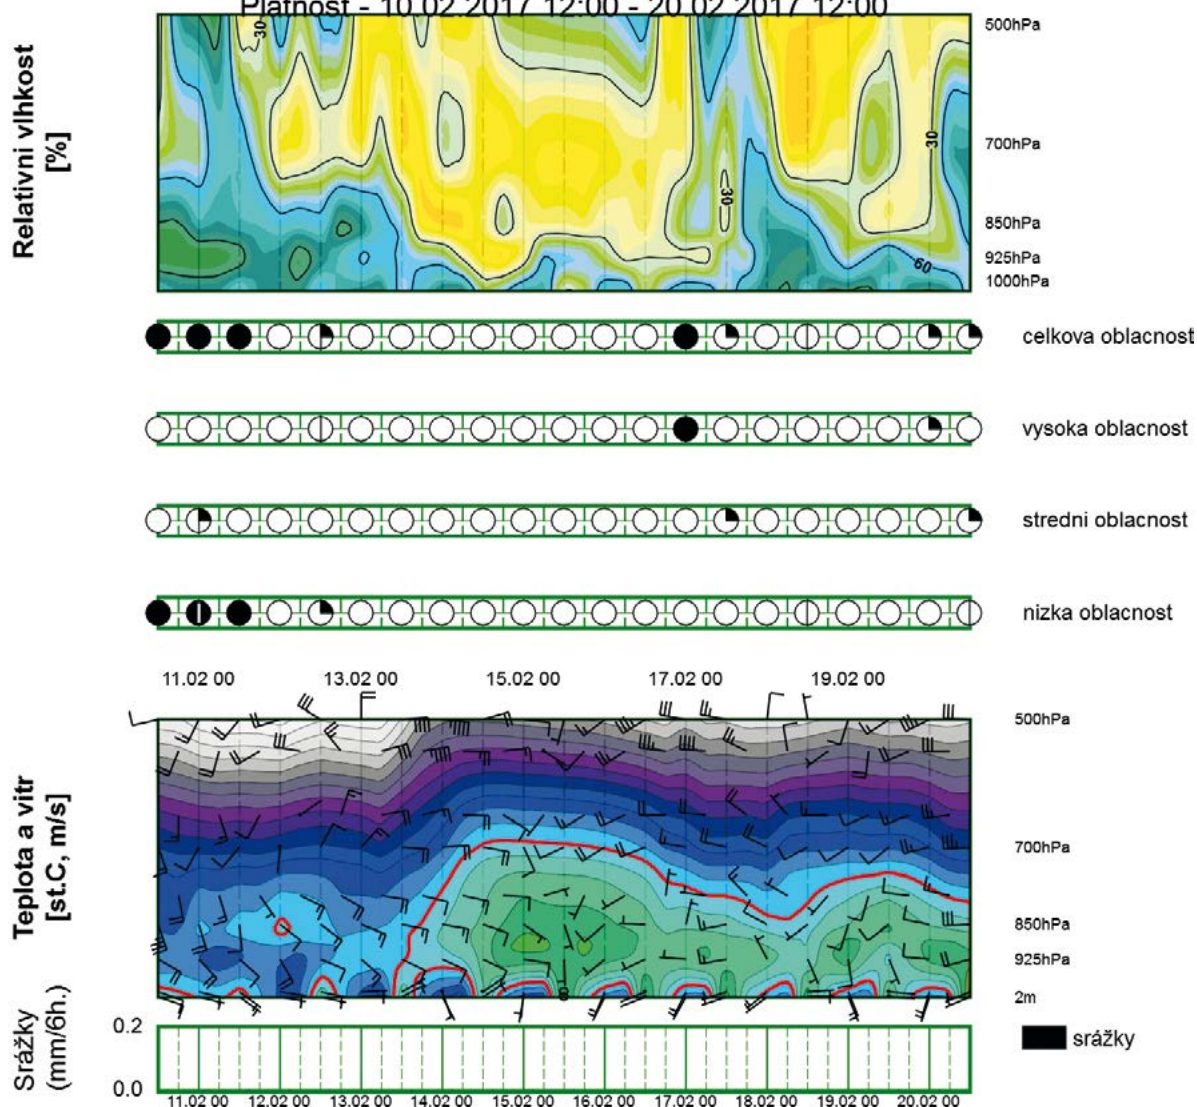 Platnost - 10.02.2017 12:00 - 20.02.2017 12:00
Relativni vlhkost
[%]
30
30
30
60
500hPa
700hPa
850hPa
925hPa
1000hPa
celkova oblacnost
vysoka oblacnost
stredni oblacnost
nizka oblacnost
11.02 00 13.02 00 15.02 00 17.02 00 19.02 00
Teplota a vitr
[st.C, m/s]
500hPa
700hPa
850hPa
925hPa
2m
Srážky
(mm/6h.)
0.2
0.0
srážky
11.02 00 12.02 00 13.02 00 14.02 00 15.02 00 16.02 00 17.02 00 18.02 00 19.02 00 20.02 00